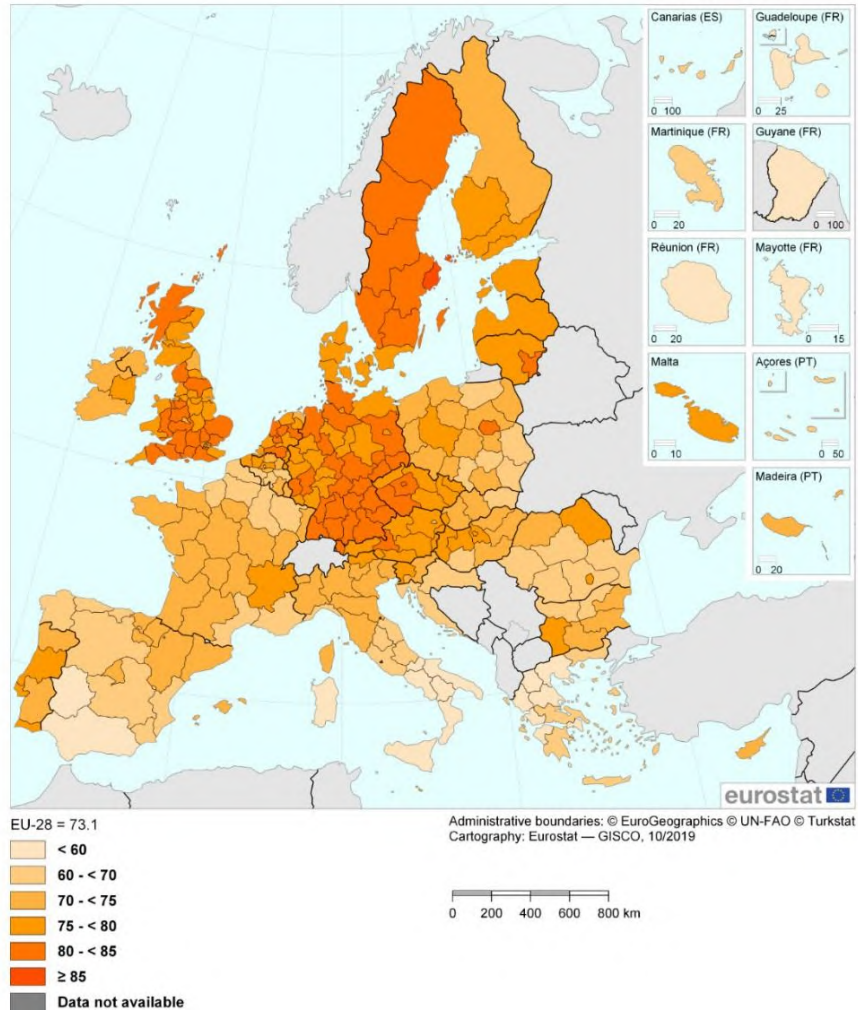 Canarias (ES)
0 100
Guadeloupe (FR)
0 25
Martinique (FR)
0 20
Guyane (FR)
0 100
Réunion (FR)
0 20
Mayotte (FR)
0 15
Malta
0 10
Açores (PT)
0 50
Madeira (PT)
0 20
eurostat
EU-28 = 73.1
Administrative boundaries: © EuroGeographics © UN-FAO © Turkstat
Cartography: Eurostat — GISCO, 10/2019
< 60
60 - < 70
70 - < 75
75 - < 80
80 - < 85
≥ 85
Data not available
0 200 400 600 800 km